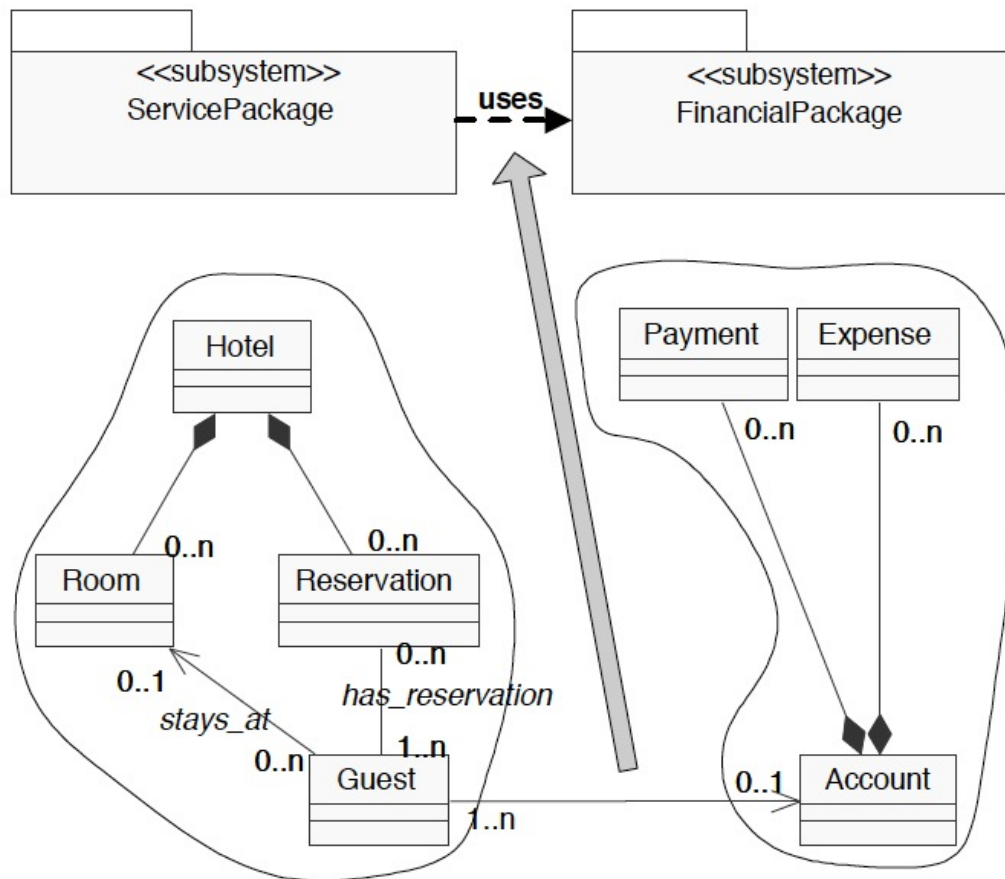 <<subsystem>>
ServicePackage
uses
<<subsystem>>
FinancialPackage
Hotel
Payment
Expense
0..n
0..n
0..n
0..n
Room
Reservation
0..1
0..n
stays_at
has_reservation
0..n
1..n
Guest
1..n
0..1
Account